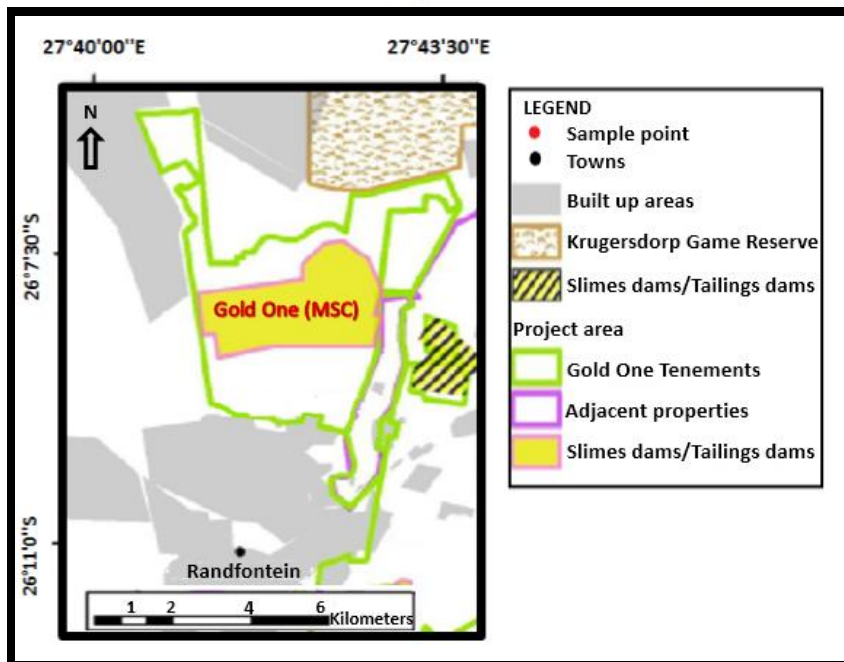 27°40'00"E
27°43'30"E
N
26°7'30"S
26°11'0"S
Gold One (MSC)
Randfontein
1 2 4 6
Kilometers
LEGEND
Sample point
Towns
Built up areas
Krugersdorp Game Reserve
Slimes dams/Tailings dams
Project area
Gold One Tenements
Adjacent properties
Slimes dams/Tailings dams